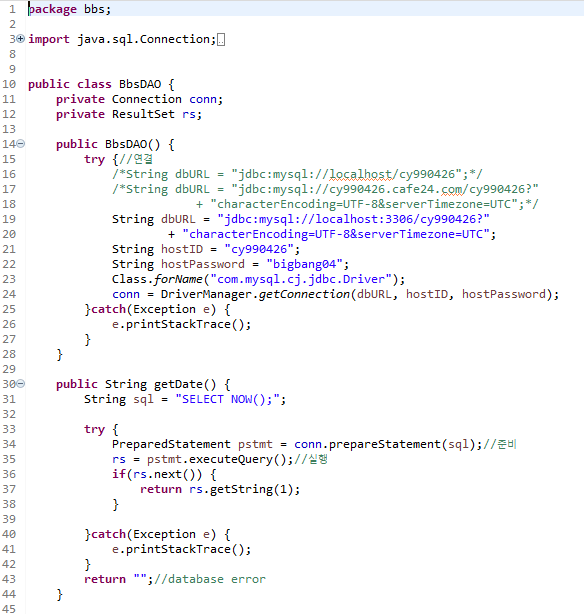 1 package bbs;
2
3 import java.sql.Connection;
8
9
10 public class BbsDAO {
11 private Connection conn;
12 private ResultSet rs;
13
14 public BbsDAO() {
15 try {//연결
16 /*String dbURL = "jdbc:mysql://localhost/cy990426";*/
17 /*String dbURL = "jdbc:mysql://cy990426.cafe24.com/cy990426?"
18 + "characterEncoding=UTF-8&serverTimezone=UTC";*/
19 String dbURL = "jdbc:mysql://localhost:3306/cy990426?"
20 + "characterEncoding=UTF-8&serverTimezone=UTC";
21 String hostID = "cy990426";
22 String hostPassword = "bigbang04";
23 Class.forName("com.mysql.cj.jdbc.Driver");
24 conn = DriverManager.getConnection(dbURL, hostID, hostPassword);
25 }catch(Exception e) {
26 e.printStackTrace();
27 }
28 }
29
30 public String getDate() {
31 String sql = "SELECT NOW();";
32
33 try {
34 PreparedStatement pstmt = conn.prepareStatement(sql);//준비
35 rs = pstmt.executeQuery();//실행
36 if(rs.next()) {
37 return rs.getString(1);
38 }
39
40 }catch(Exception e) {
41 e.printStackTrace();
42 }
43 return "";//database error
44 }
45